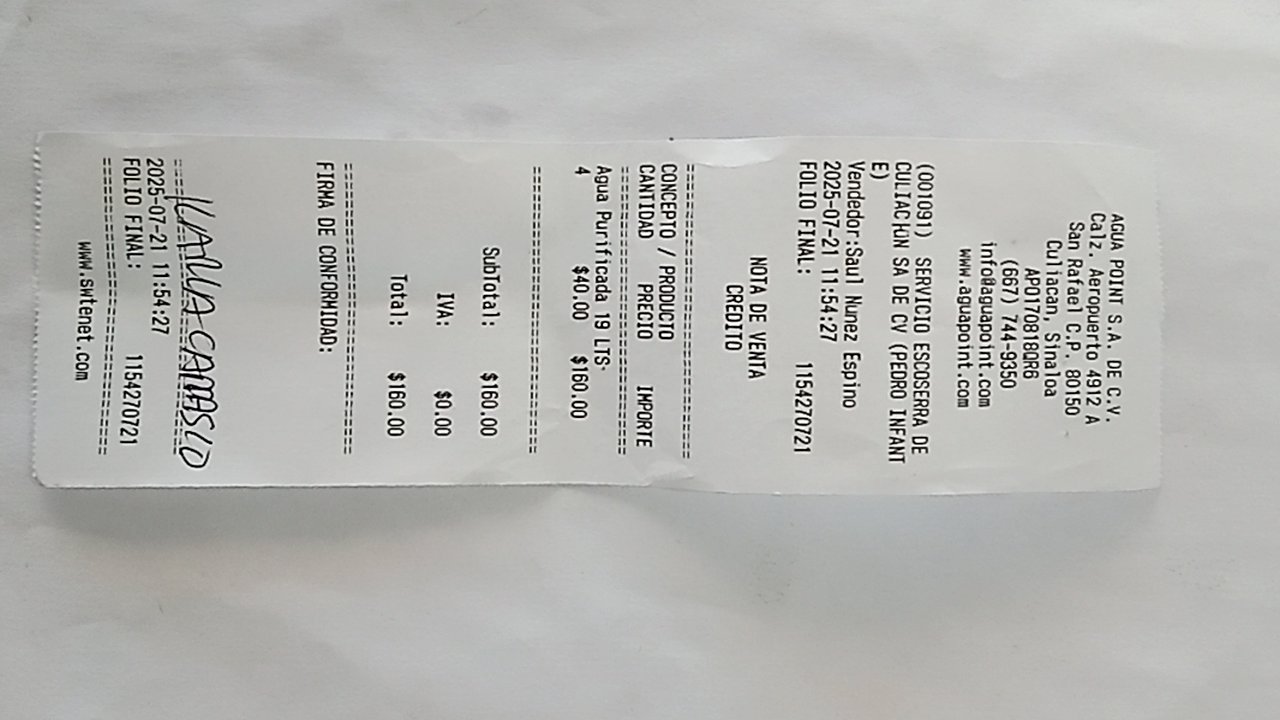 AGUA POINT S.A. DE C.V.
Calz. Aeropuerto 4912 A
San Rafael C.P. 80150
Culiacan, Sinaloa
APO170818QR6
(667) 744-9350
info@aguapoint.com
www.aguapoint.com
(001091) SERVICIO ESCOSERRA DE
CULIACHÚN SA DE CV (PEDRO INFANT
E)
Vendedor:Saul Nunez Espino
2025-07-21 11:54:27
FOLIO FINAL: 1154270721
NOTA DE VENTA
CREDITO
===============================
CONCEPTO / PRODUCTO
CANTIDAD PRECIO IMPORTE
===============================
Agua Purificada 19 LTS.
4 $40.00 $160.00
===============================
SubTotal: $160.00
IVA: $0.00
Total: $160.00
===============================
FIRMA DE CONFORMIDAD:
===============================
2025-07-21 11:54:27
FOLIO FINAL: 1154270721
===============================
www.swtenet.com